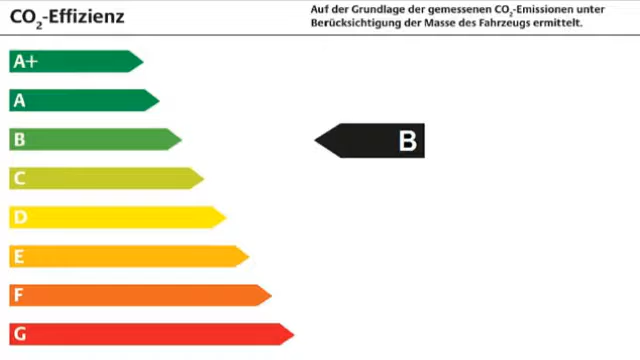 CO₂-Effizienz
Auf der Grundlage der gemessenen CO₂-Emissionen unter
Berücksichtigung der Masse des Fahrzeugs ermittelt.
A+
A
B
B
C
D
E
F
G